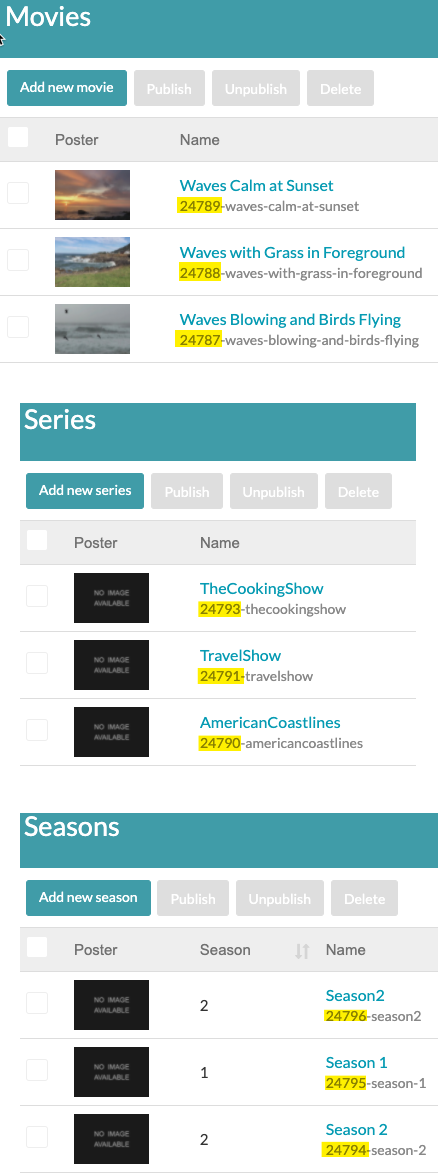 Movies
Add new movie Publish Unpublish Delete
Poster Name
Waves Calm at Sunset
24789-waves-calm-at-sunset
Waves with Grass in Foreground
24788-waves-with-grass-in-foreground
Waves Blowing and Birds Flying
24787-waves-blowing-and-birds-flying
Series
Add new series Publish Unpublish Delete
Poster Name
TheCookingShow
NO IMAGE
AVAILABLE
24793-thecookingshow
TravelShow
NO IMAGE
AVAILABLE
24791-travelshow
AmericanCoastlines
NO IMAGE
AVAILABLE
24790-americancoastlines
Seasons
Add new season Publish Unpublish Delete
Poster Season Name
Season2
NO IMAGE
AVAILABLE
2
24796-season2
Season 1
NO IMAGE
AVAILABLE
1
24795-season-1
Season 2
NO IMAGE
AVAILABLE
2
24794-season-2